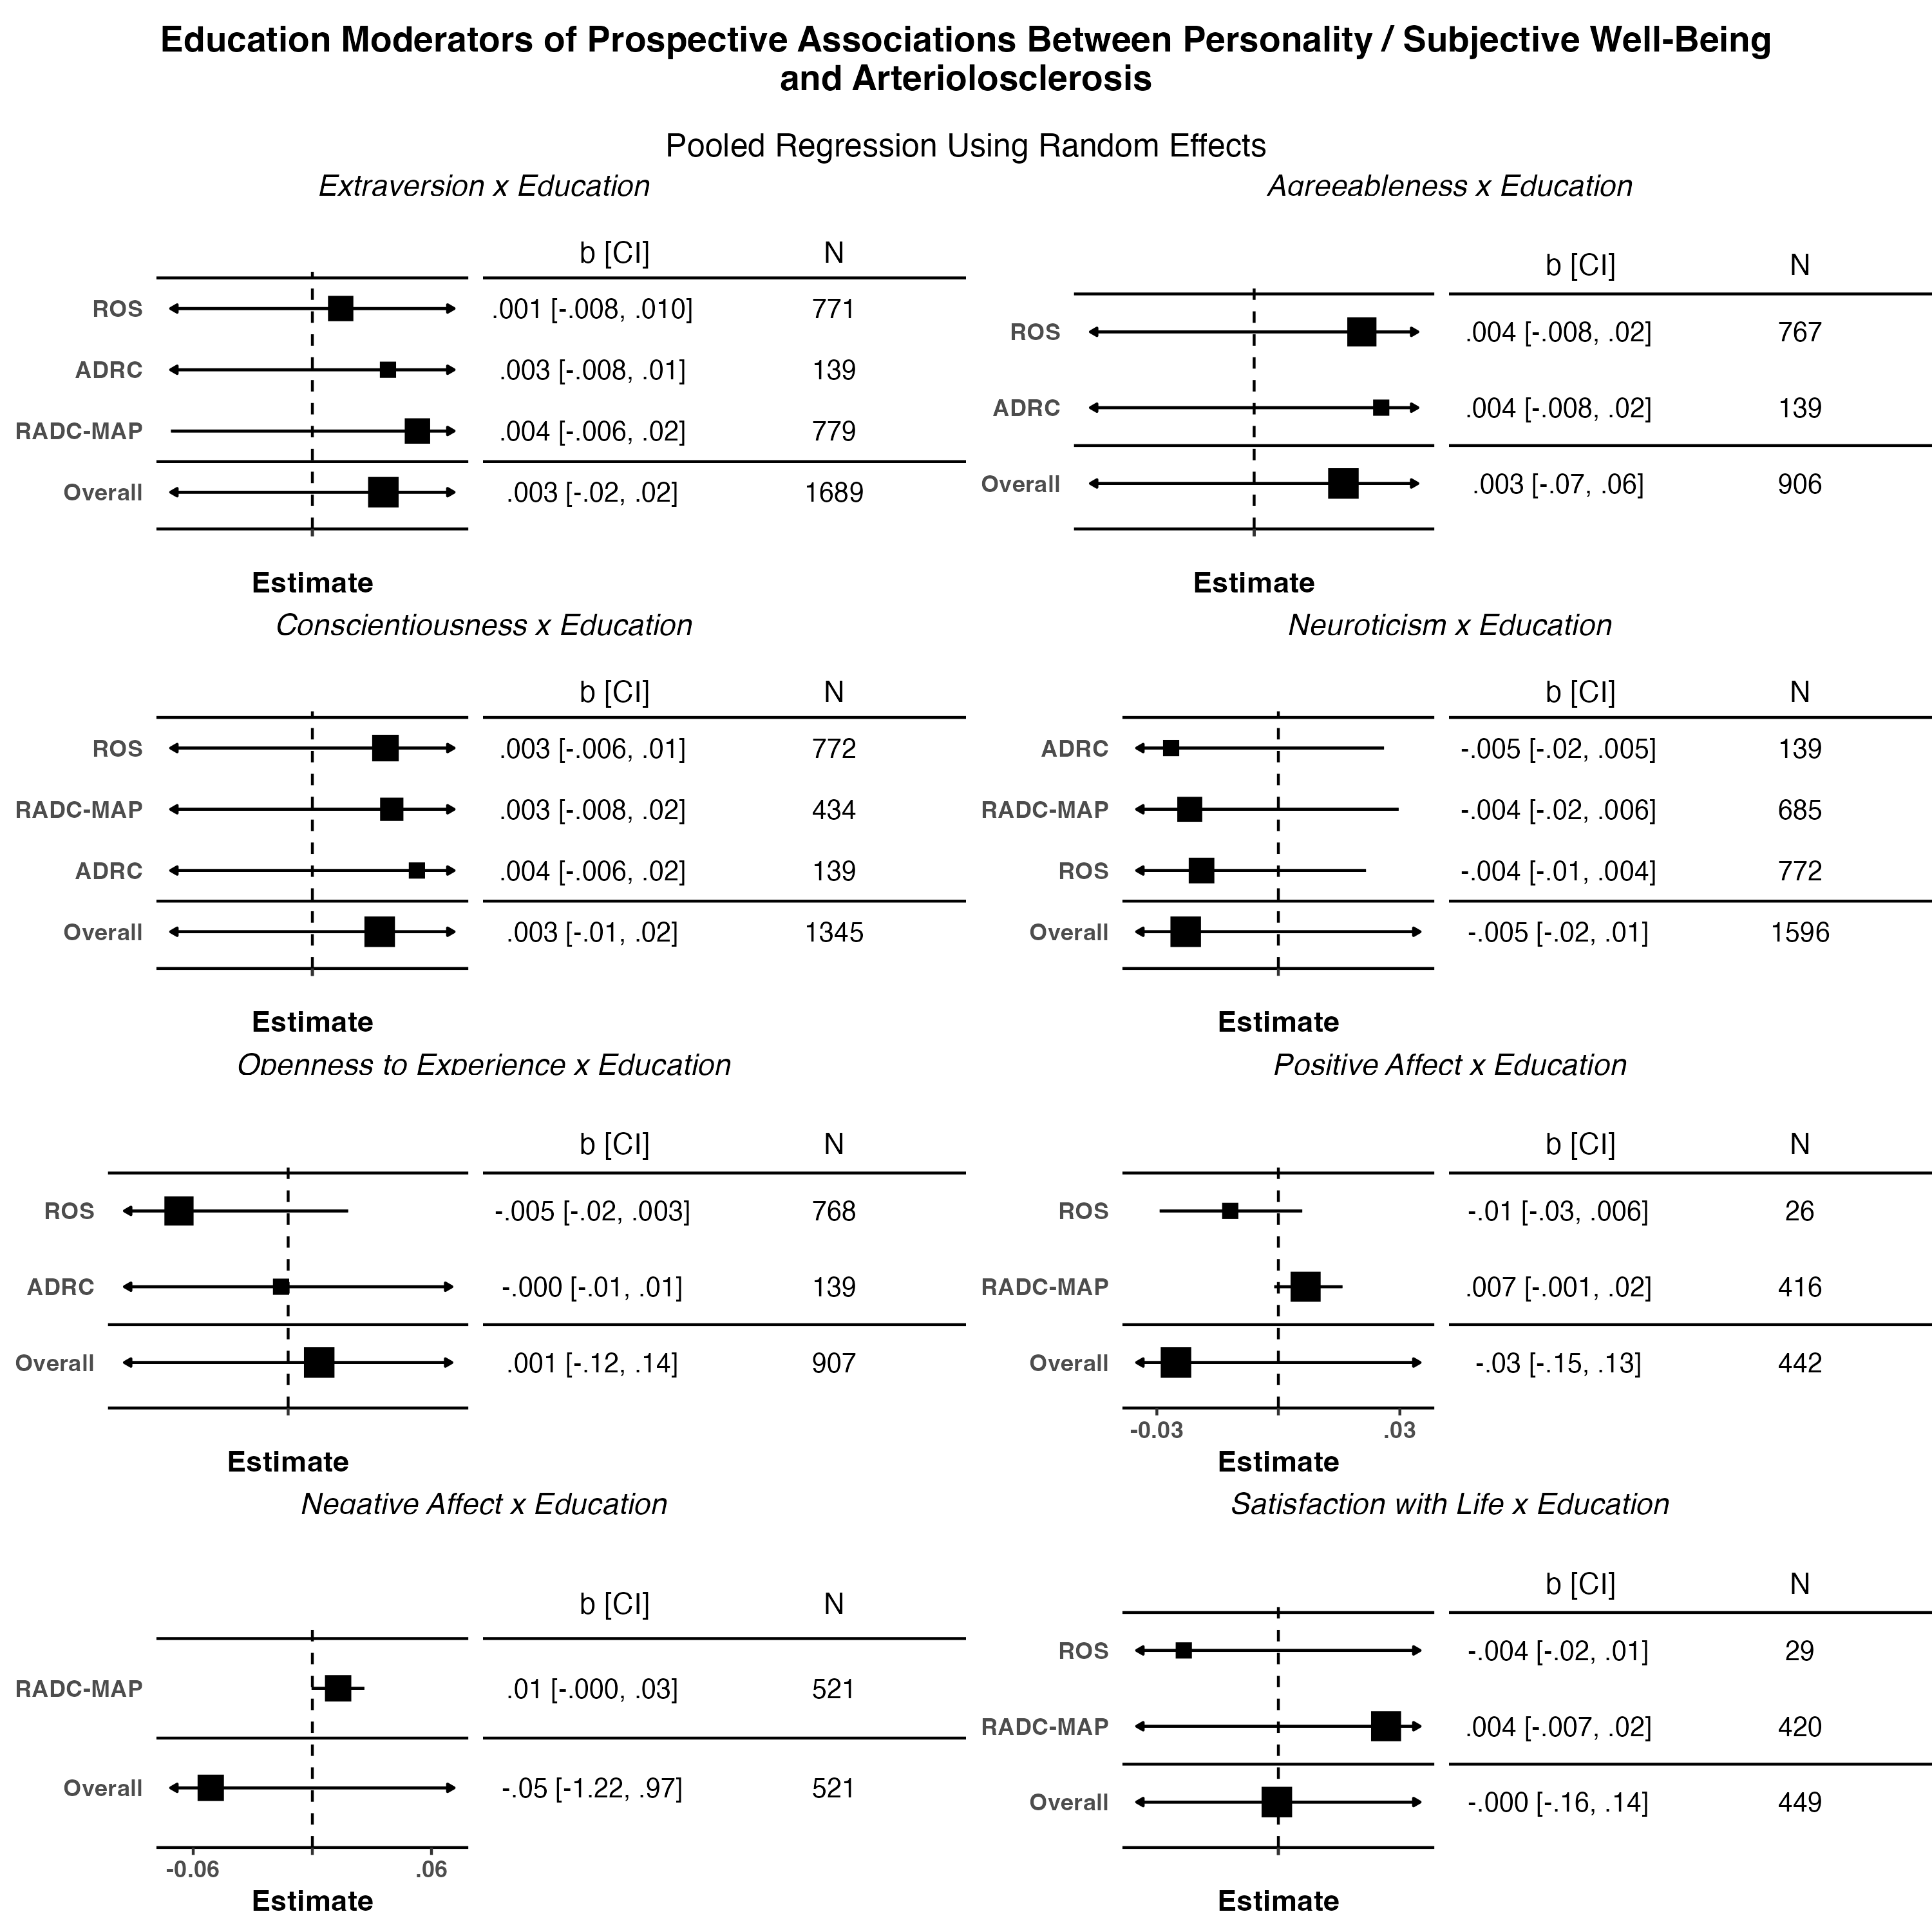 Education Moderators of Prospective Associations Between Personality / Subjective Well-Being
and Arteriolosclerosis
Pooled Regression Using Random Effects
Extraversion x Education
b [CI] N
ROS .001 [-.008, .010] 771
ADRC .003 [-.008, .01] 139
RADC-MAP .004 [-.006, .02] 779
Overall .003 [-.02, .02] 1689
Estimate
Agreeableness x Education
b [CI] N
ROS .004 [-.008, .02] 767
ADRC .004 [-.008, .02] 139
Overall .003 [-.07, .06] 906
Estimate
Conscientiousness x Education
b [CI] N
ROS .003 [-.006, .01] 772
RADC-MAP .003 [-.008, .02] 434
ADRC .004 [-.006, .02] 139
Overall .003 [-.01, .02] 1345
Estimate
Neuroticism x Education
b [CI] N
ADRC -.005 [-.02, .005] 139
RADC-MAP -.004 [-.02, .006] 685
ROS -.004 [-.01, .004] 772
Overall -.005 [-.02, .01] 1596
Estimate
Openness to Experience x Education
b [CI] N
ROS -.005 [-.02, .003] 768
ADRC -.000 [-.01, .01] 139
Overall .001 [-.12, .14] 907
Estimate
Positive Affect x Education
b [CI] N
ROS -.01 [-.03, .006] 26
RADC-MAP .007 [-.001, .02] 416
Overall -.03 [-.15, .13] 442
-0.03 .03
Estimate
Negative Affect x Education
b [CI] N
RADC-MAP .01 [-.000, .03] 521
Overall -.05 [-1.22, .97] 521
-0.06 .06
Estimate
Satisfaction with Life x Education
b [CI] N
ROS -.004 [-.02, .01] 29
RADC-MAP .004 [-.007, .02] 420
Overall -.000 [-.16, .14] 449
Estimate